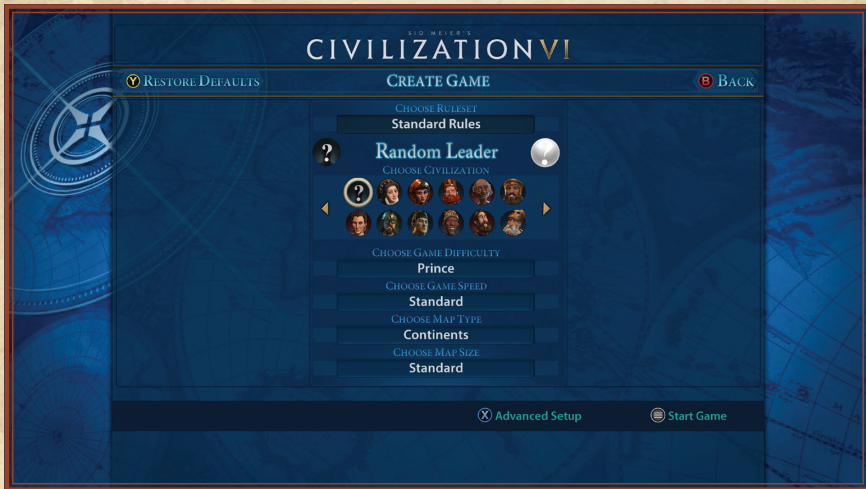 SID MEIER'S
CIVILIZATION VI
Y RESTORE DEFAULTS CREATE GAME B BACK
CHOOSE RULESET
Standard Rules
? Random Leader ?
CHOOSE CIVILIZATION
?
CHOOSE GAME DIFFICULTY
Prince
CHOOSE GAME SPEED
Standard
CHOOSE MAP TYPE
Continents
CHOOSE MAP SIZE
Standard
X Advanced Setup Start Game